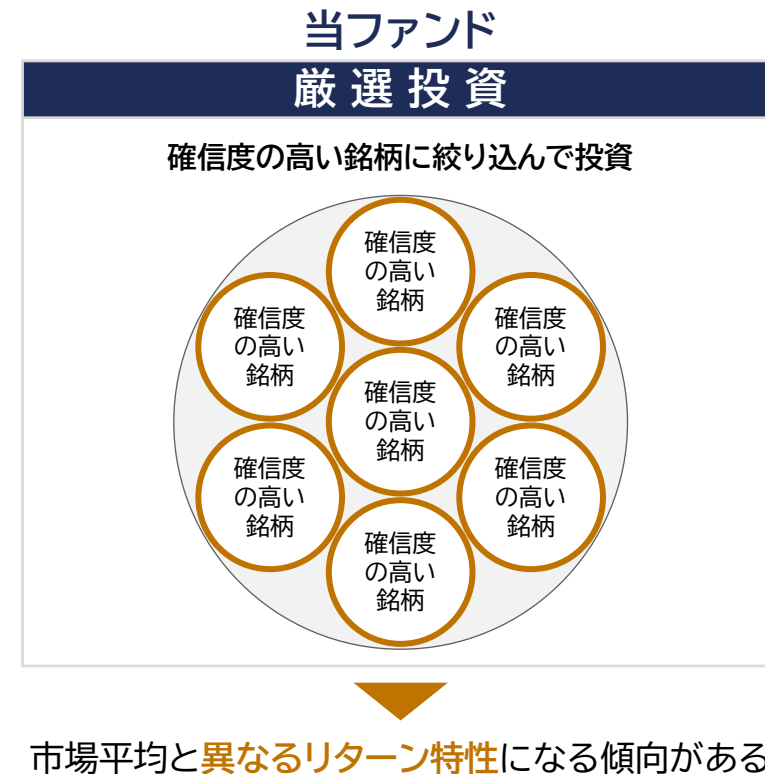 当ファンド
厳選投資
確信度の高い銘柄に絞り込んで投資
確信度
の高い
銘柄
確信度
の高い
銘柄
確信度
の高い
銘柄
確信度
の高い
銘柄
確信度
の高い
銘柄
確信度
の高い
銘柄
確信度
の高い
銘柄
市場平均と異なるリターン特性になる傾向がある